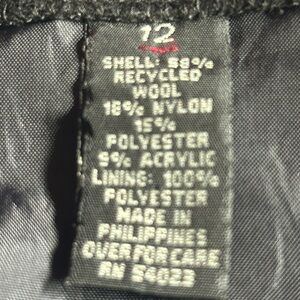 12
SHELL: 58%
RECYCLED
WOOL
18% NYLON
15%
POLYESTER
9% ACRYLIC
LINING: 100%
POLYESTER
MADE IN
PHILIPPINES
OVER FOR CARE
RN 54023